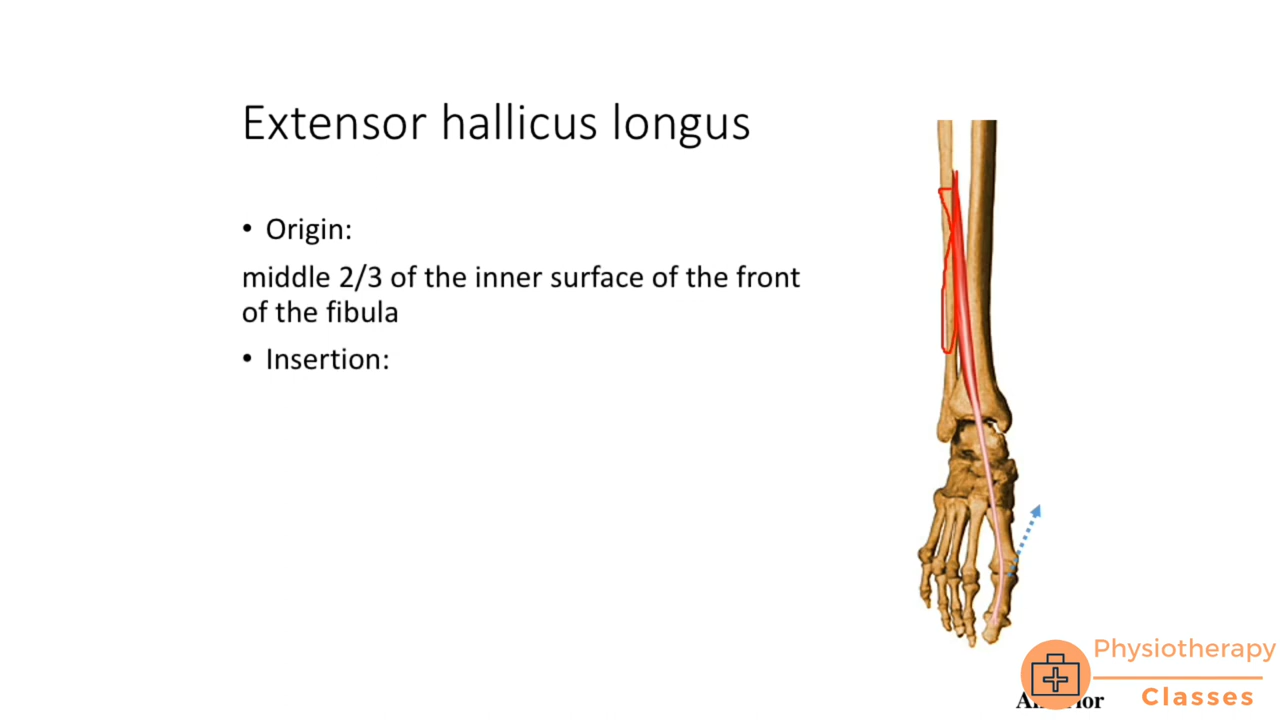 Extensor hallicus longus
• Origin:
middle 2/3 of the inner surface of the front
of the fibula
• Insertion:
Physiotherapy
Classes